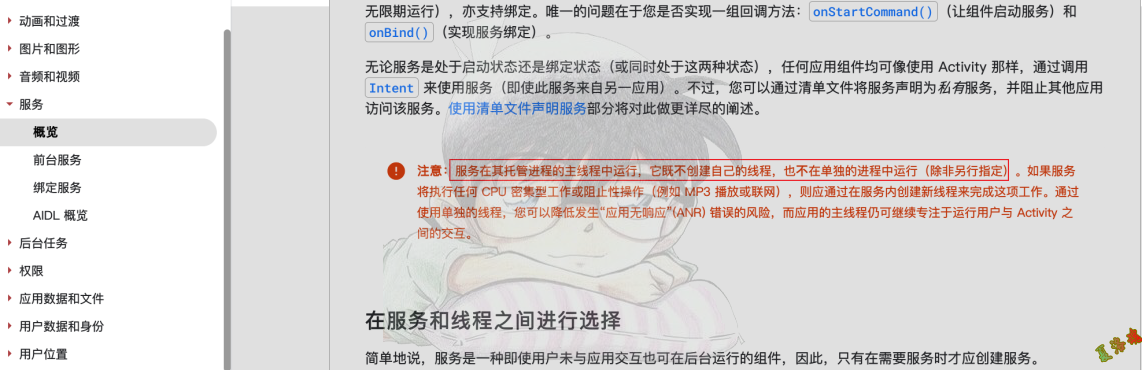 动画和过渡
图片和图形
音频和视频
服务
概览
前台服务
绑定服务
AIDL 概览
后台任务
权限
应用数据和文件
用户数据和身份
用户位置
无限期运行），亦支持绑定。唯一的问题在于您是否实现一组回调方法：onStartCommand()（让组件启动服务）和
onBind()（实现服务绑定）。
无论服务是处于启动状态还是绑定状态（或同时处于这两种状态），任何应用组件均可像使用 Activity 那样，通过调用
Intent 来使用服务（即使此服务来自另一应用）。不过，您可以通过清单文件将服务声明为私有服务，并阻止其他应用
访问该服务。使用清单文件声明服务部分将对此做更详尽的阐述。
注意：服务在其托管进程的主线程中运行，它既不创建自己的线程，也不在单独的进程中运行（除非另行指定）。如果服务
将执行任何 CPU 密集型工作或阻止性操作（例如 MP3 播放或联网），则应通过在服务内创建新线程来完成这项工作。通过
使用单独的线程，您可以降低发生“应用无响应”(ANR) 错误的风险，而应用的主线程仍可继续专注于运行用户与 Activity 之
间的交互。
在服务和线程之间进行选择
简单地说，服务是一种即使用户未与应用交互也可在后台运行的组件，因此，只有在需要服务时才应创建服务。